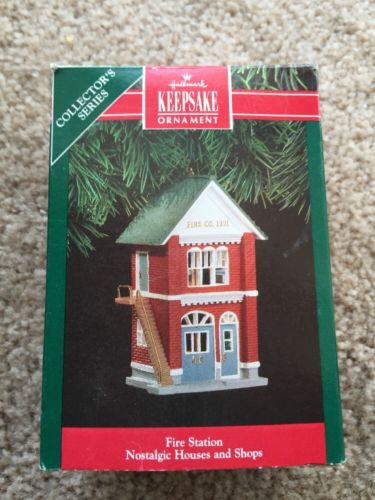 COLLECTOR'S
SERIES
Hallmark
KEEPSAKE
ORNAMENT
FIRE CO. 1991
Fire Station
Nostalgic Houses and Shops